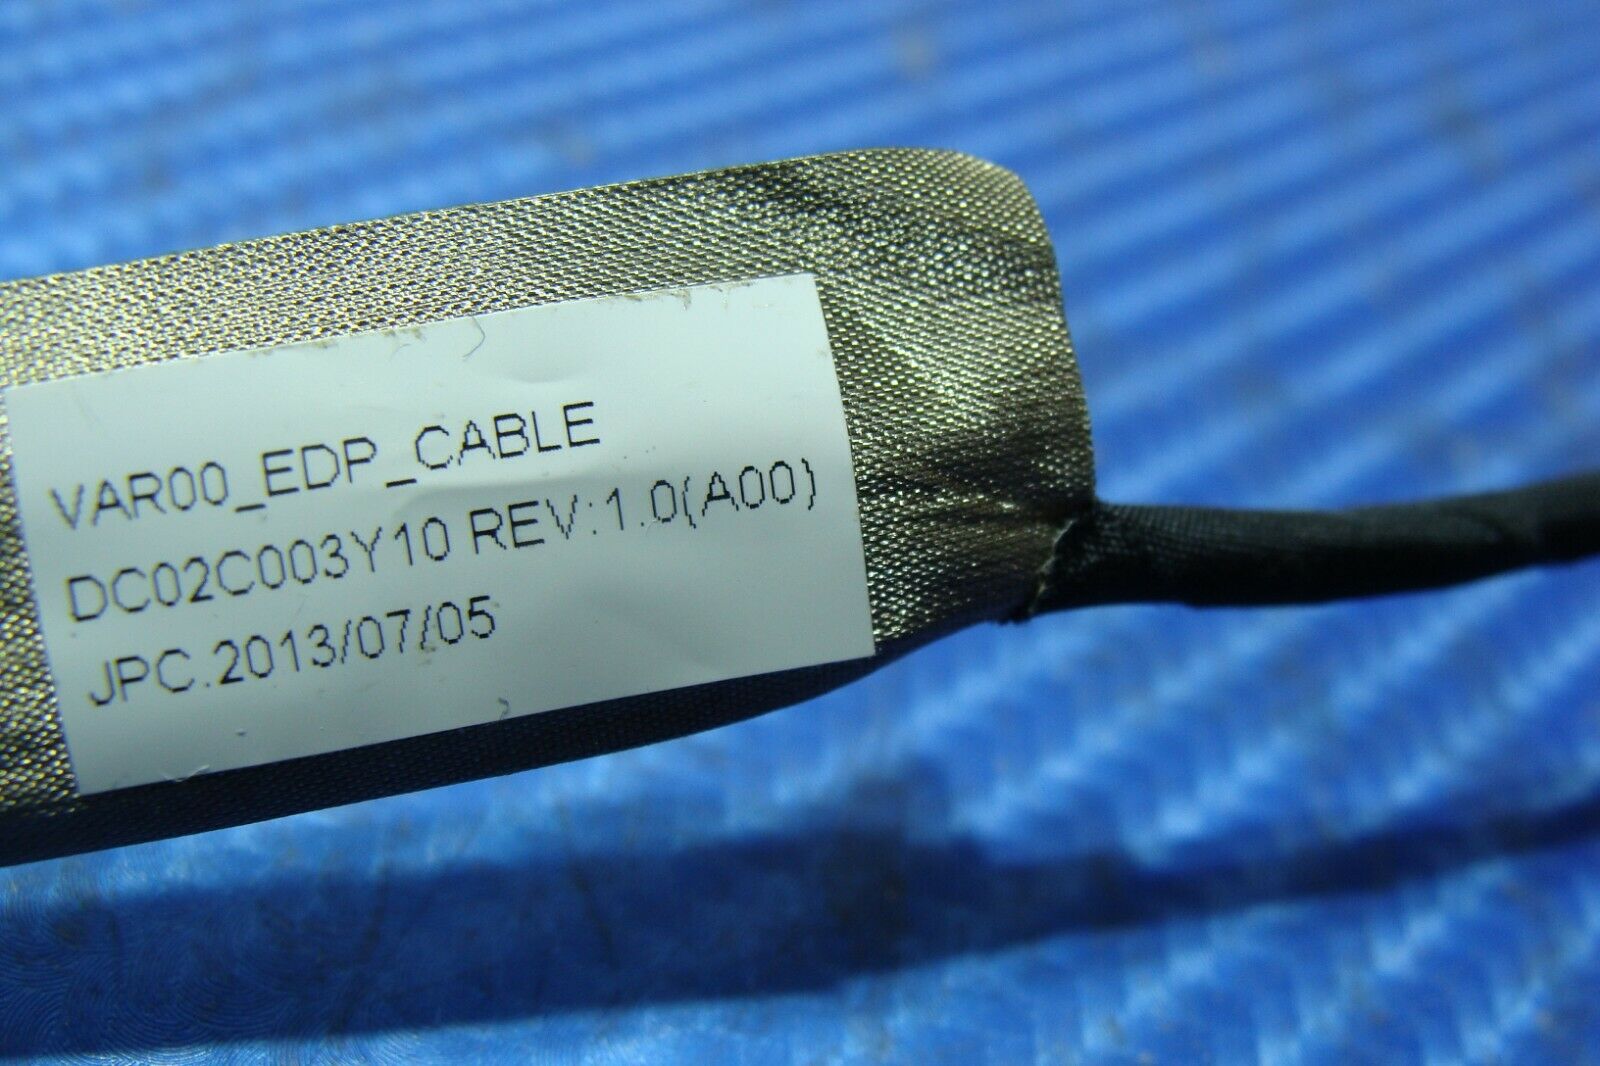 VAR00_EDP_CABLE
DC02C003Y10 REV:1.0(A00)
JPC.2013/07/05